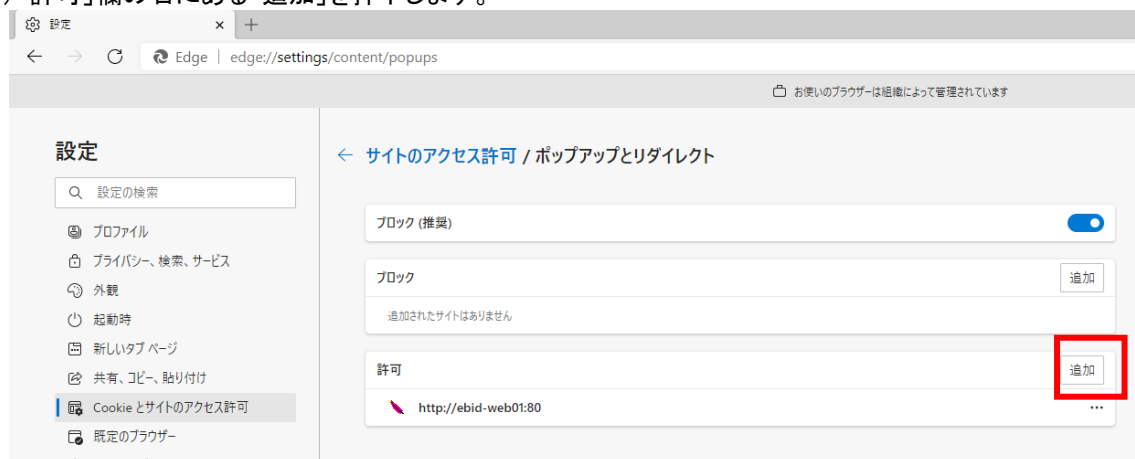 許可」欄の右にある「追加」を押下します。
設定
Edge | edge://settings/content/popups
お使いのブラウザーは組織によって管理されています
設定
サイトのアクセス許可 / ポップアップとリダイレクト
設定の検索
ブロック (推奨)
プロファイル
プライバシー、検索、サービス
ブロック
追加
外観
追加されたサイトはありません
起動時
新しいタブ ページ
許可
追加
共有、コピー、貼り付け
Cookie とサイトのアクセス許可
http://ebid-web01:80
既定のブラウザー